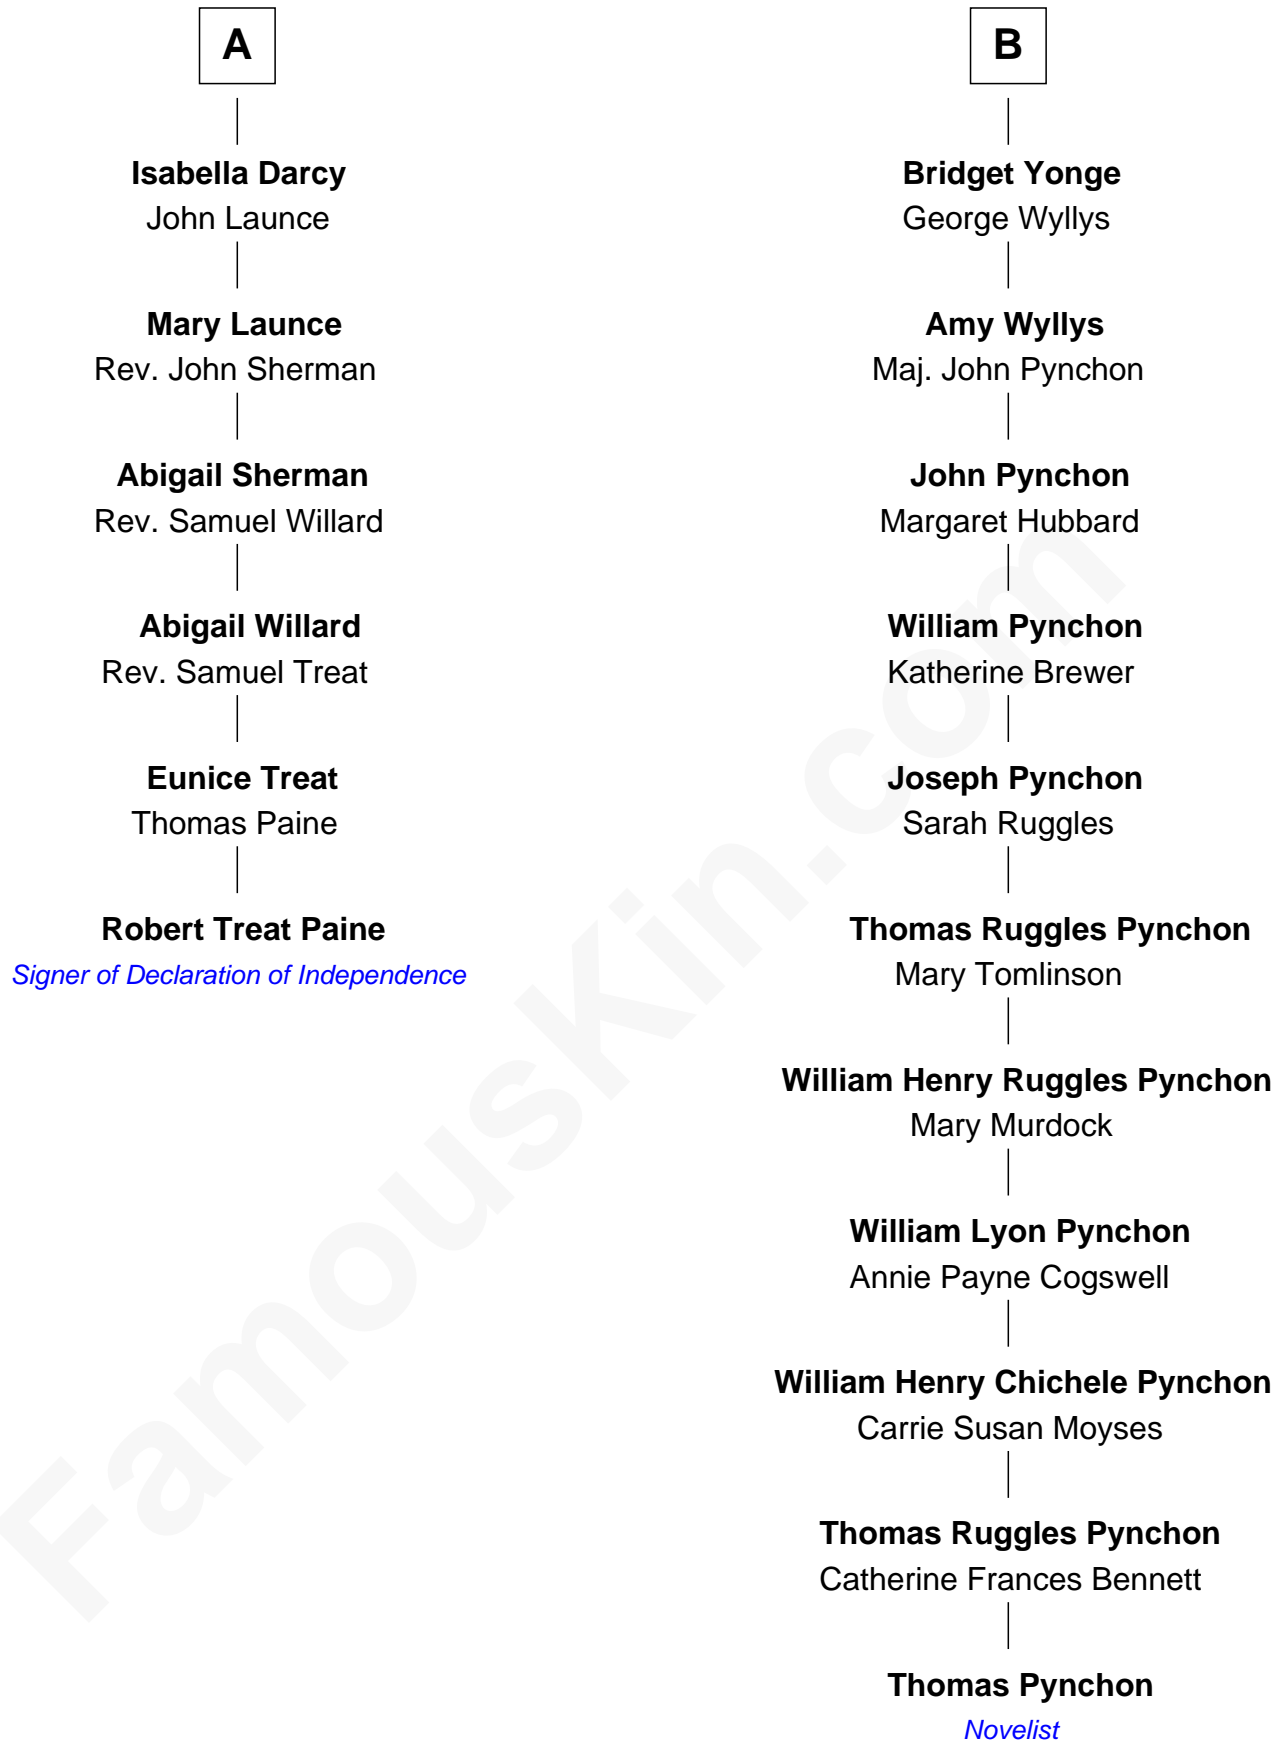 A
Isabella Darcy
John Launce
Mary Launce
Rev. John Sherman
Abigail Sherman
Rev. Samuel Willard
Abigail Willard
Rev. Samuel Treat
Eunice Treat
Thomas Paine
Robert Treat Paine
Signer of Declaration of Independence
B
Bridget Yonge
George Wyllys
Amy Wyllys
Maj. John Pynchon
John Pynchon
Margaret Hubbard
William Pynchon
Katherine Brewer
Joseph Pynchon
Sarah Ruggles
Thomas Ruggles Pynchon
Mary Tomlinson
William Henry Ruggles Pynchon
Mary Murdock
William Lyon Pynchon
Annie Payne Cogswell
William Henry Chichele Pynchon
Carrie Susan Moyses
Thomas Ruggles Pynchon
Catherine Frances Bennett
Thomas Pynchon
Novelist
FamousKin.com